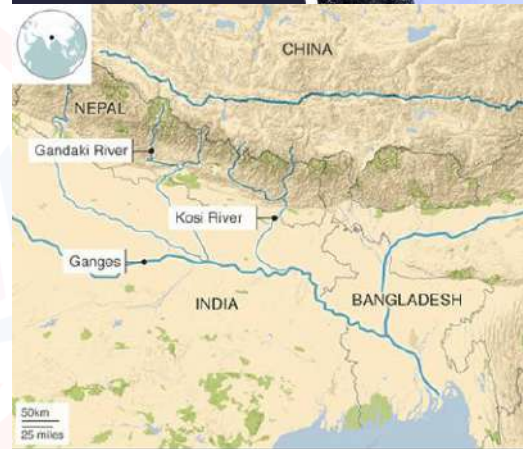 CHINA
NEPAL
Gandaki River
Kosi River
Ganges
INDIA
BANGLADESH
50km
25 miles